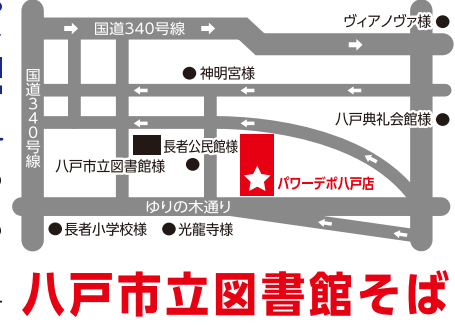 ヴィアノヴァ様
国道340号線
神明宮様
国道340号線
八戸典礼会館様
長者公民館様
八戸市立図書館様
パワーデポ八戸店
ゆりの木通り
長者小学校様
光龍寺様
八戸市立図書館そば